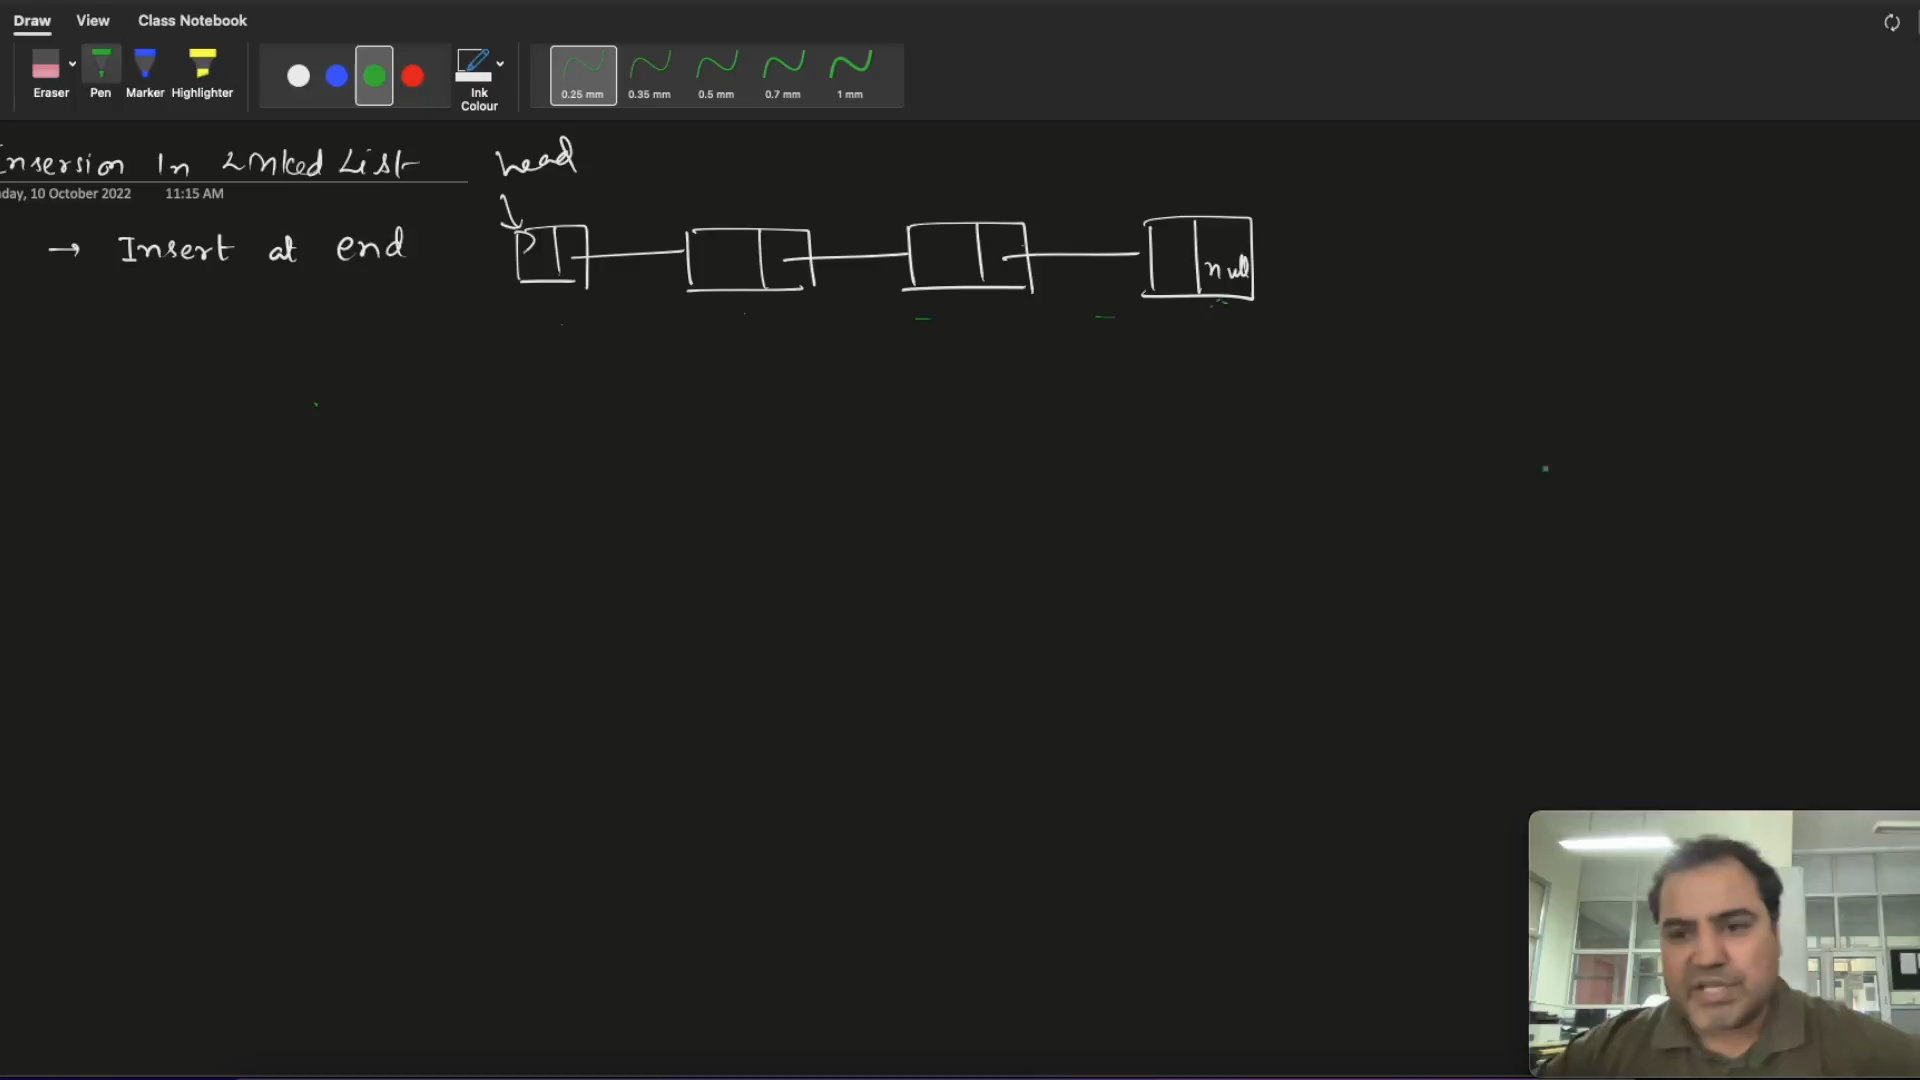 Draw View Class Notebook
Eraser Pen Marker Highlighter Ink Colour 0.25 mm 0.35 mm 0.5 mm 0.7 mm 1 mm
Insersion In Linked List
day, 10 October 2022 11:15 AM
head
→ Insert at end
null